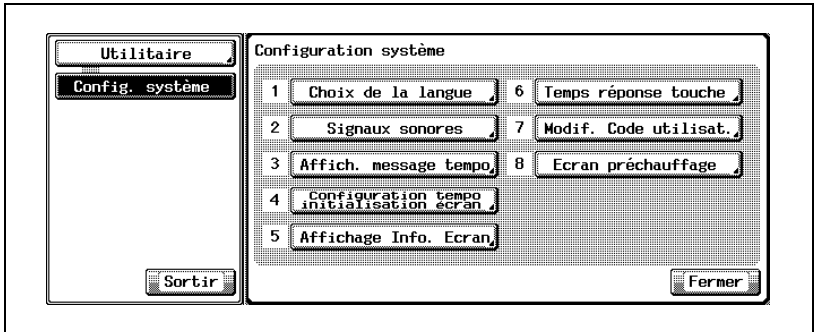 Utilitaire
Config. système
Sortir
Configuration système
1 Choix de la langue
2 Signaux sonores
3 Affich. message tempo
4 Configuration tempo
initialisation écran
5 Affichage Info. Ecran
6 Temps réponse touche
7 Modif. Code utilisat.
8 Ecran préchauffage
Fermer